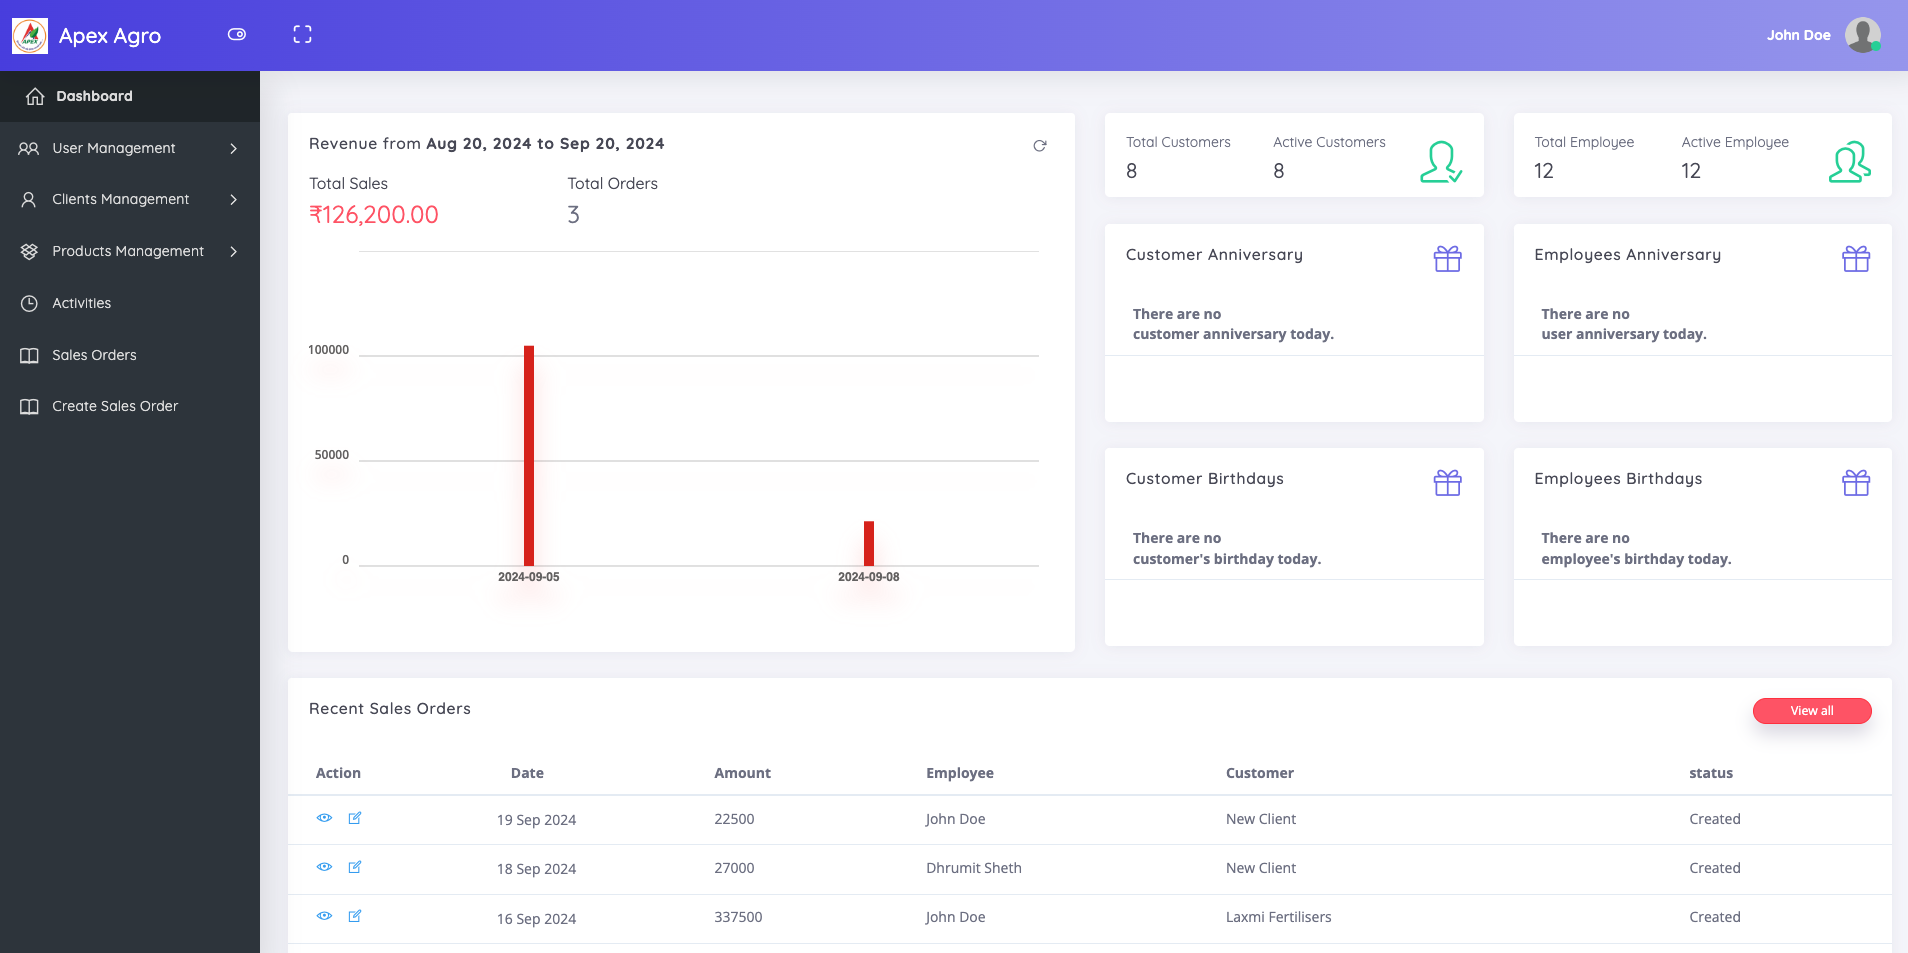 APEX
Apex Agro
John Doe
Dashboard
User Management
Clients Management
Products Management
Activities
Sales Orders
Create Sales Order
Revenue from Aug 20, 2024 to Sep 20, 2024
Total Sales
₹126,200.00
Total Orders
3
100000
50000
0
2024-09-05
2024-09-08
Total Customers
8
Active Customers
8
Total Employee
12
Active Employee
12
Customer Anniversary
There are no
customer anniversary today.
Employees Anniversary
There are no
user anniversary today.
Customer Birthdays
There are no
customer's birthday today.
Employees Birthdays
There are no
employee's birthday today.
Recent Sales Orders
View all
Action Date Amount Employee Customer status
19 Sep 2024 22500 John Doe New Client Created
18 Sep 2024 27000 Dhrumit Sheth New Client Created
16 Sep 2024 337500 John Doe Laxmi Fertilisers Created